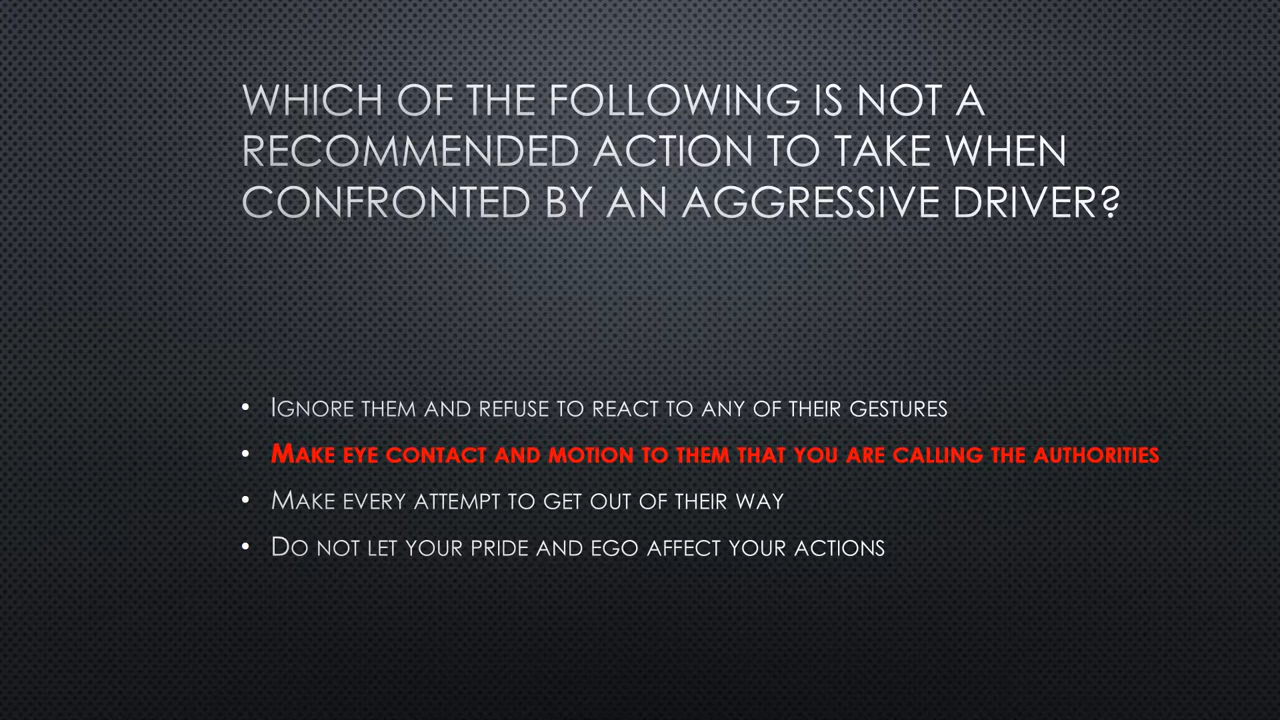 WHICH OF THE FOLLOWING IS NOT A
RECOMMENDED ACTION TO TAKE WHEN
CONFRONTED BY AN AGGRESSIVE DRIVER?
• IGNORE THEM AND REFUSE TO REACT TO ANY OF THEIR GESTURES
• MAKE EYE CONTACT AND MOTION TO THEM THAT YOU ARE CALLING THE AUTHORITIES
• MAKE EVERY ATTEMPT TO GET OUT OF THEIR WAY
• DO NOT LET YOUR PRIDE AND EGO AFFECT YOUR ACTIONS